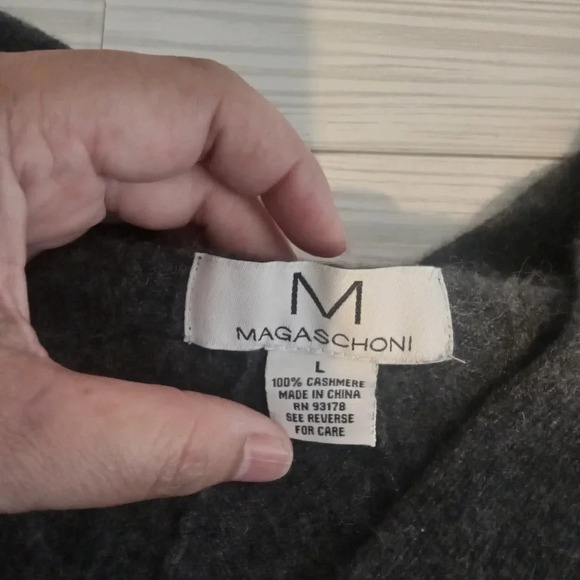 M
MAGASCHONI
L
100% CASHMERE
MADE IN CHINA
RN 93178
SEE REVERSE
FOR CARE